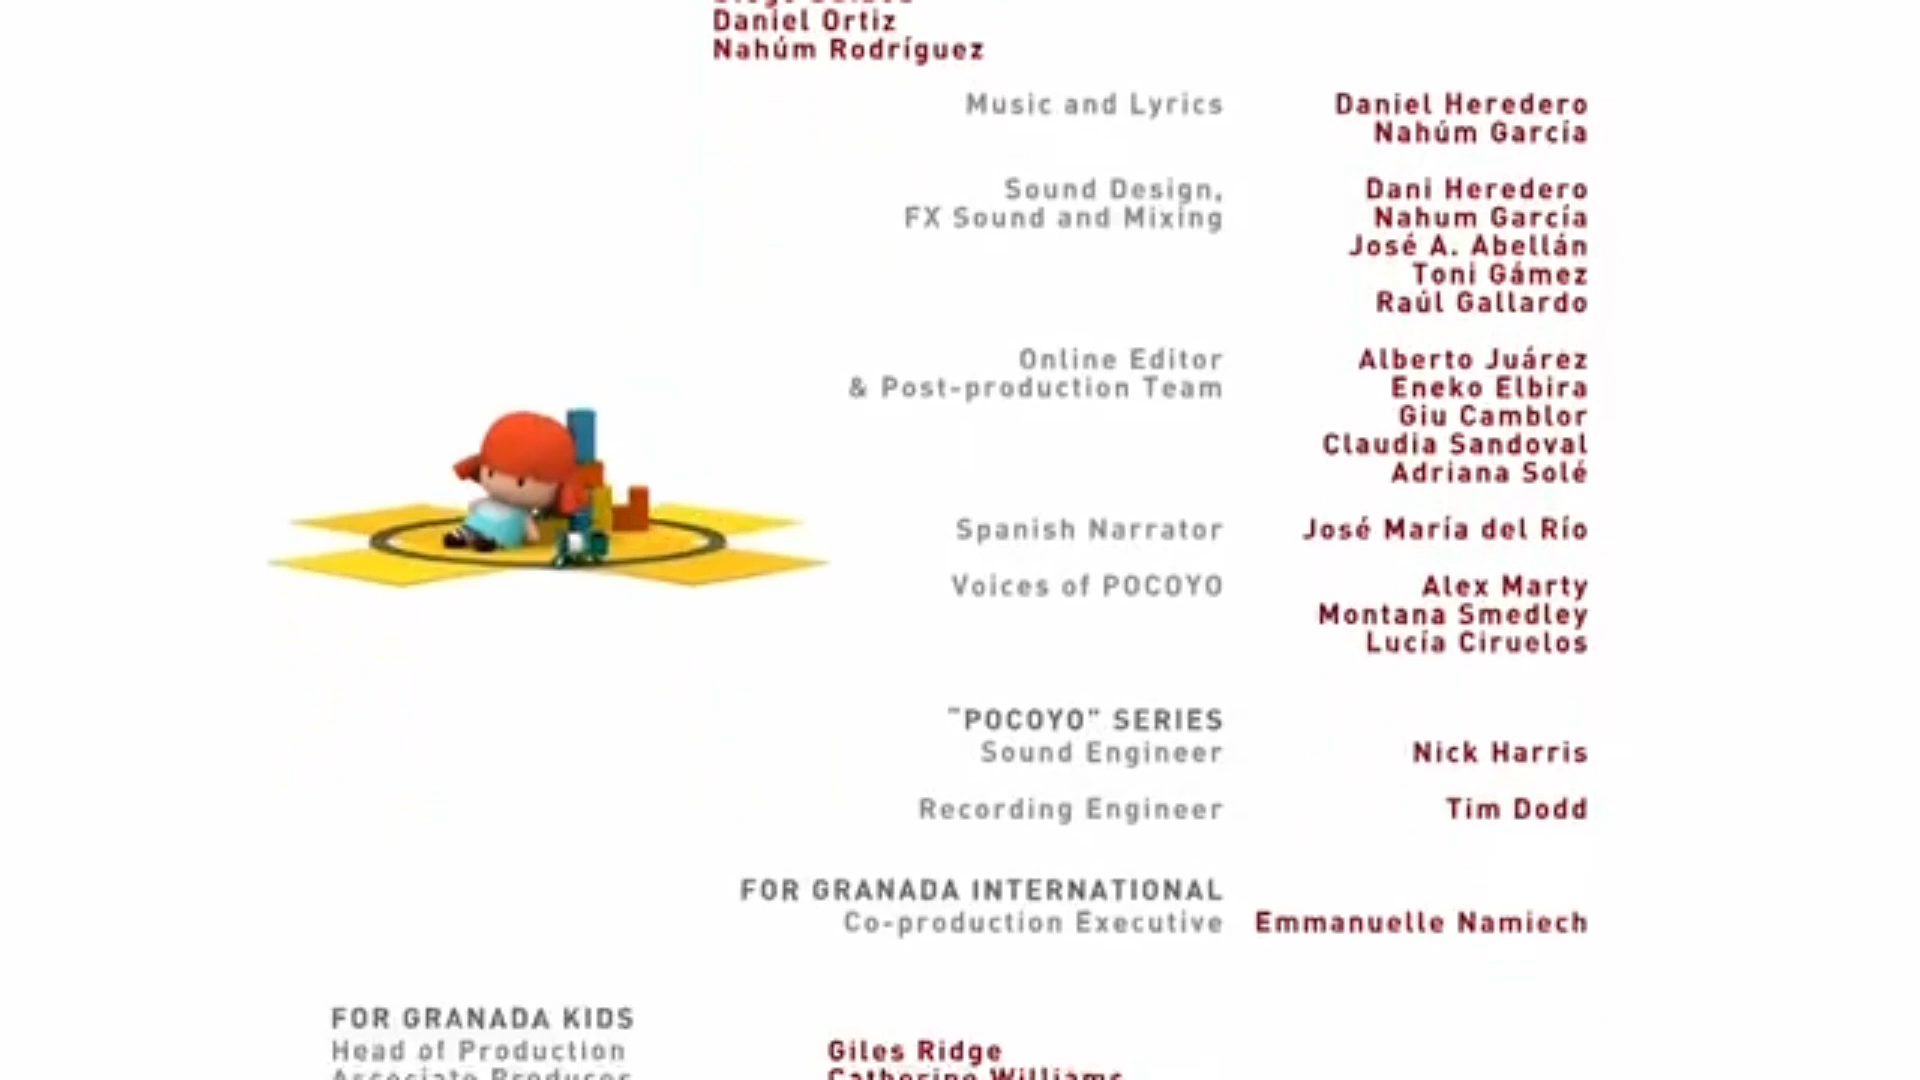 Daniel Ortiz
Nahúm Rodríguez
Music and Lyrics Daniel Heredero
Nahúm García
Sound Design, Dani Heredero
FX Sound and Mixing Nahum García
José A. Abellán
Toni Gámez
Raúl Gallardo
Online Editor Alberto Juárez
& Post-production Team Eneko Elbira
Giu Camblor
Claudia Sandoval
Adriana Solé
Spanish Narrator José María del Río
Voices of POCOYO Alex Marty
Montana Smedley
Lucía Ciruelos
"POCOYO" SERIES
Sound Engineer Nick Harris
Recording Engineer Tim Dodd
FOR GRANADA INTERNATIONAL
Co-production Executive Emmanuelle Namiech
FOR GRANADA KIDS
Head of Production Giles Ridge
Associate Producer Catherine Williams